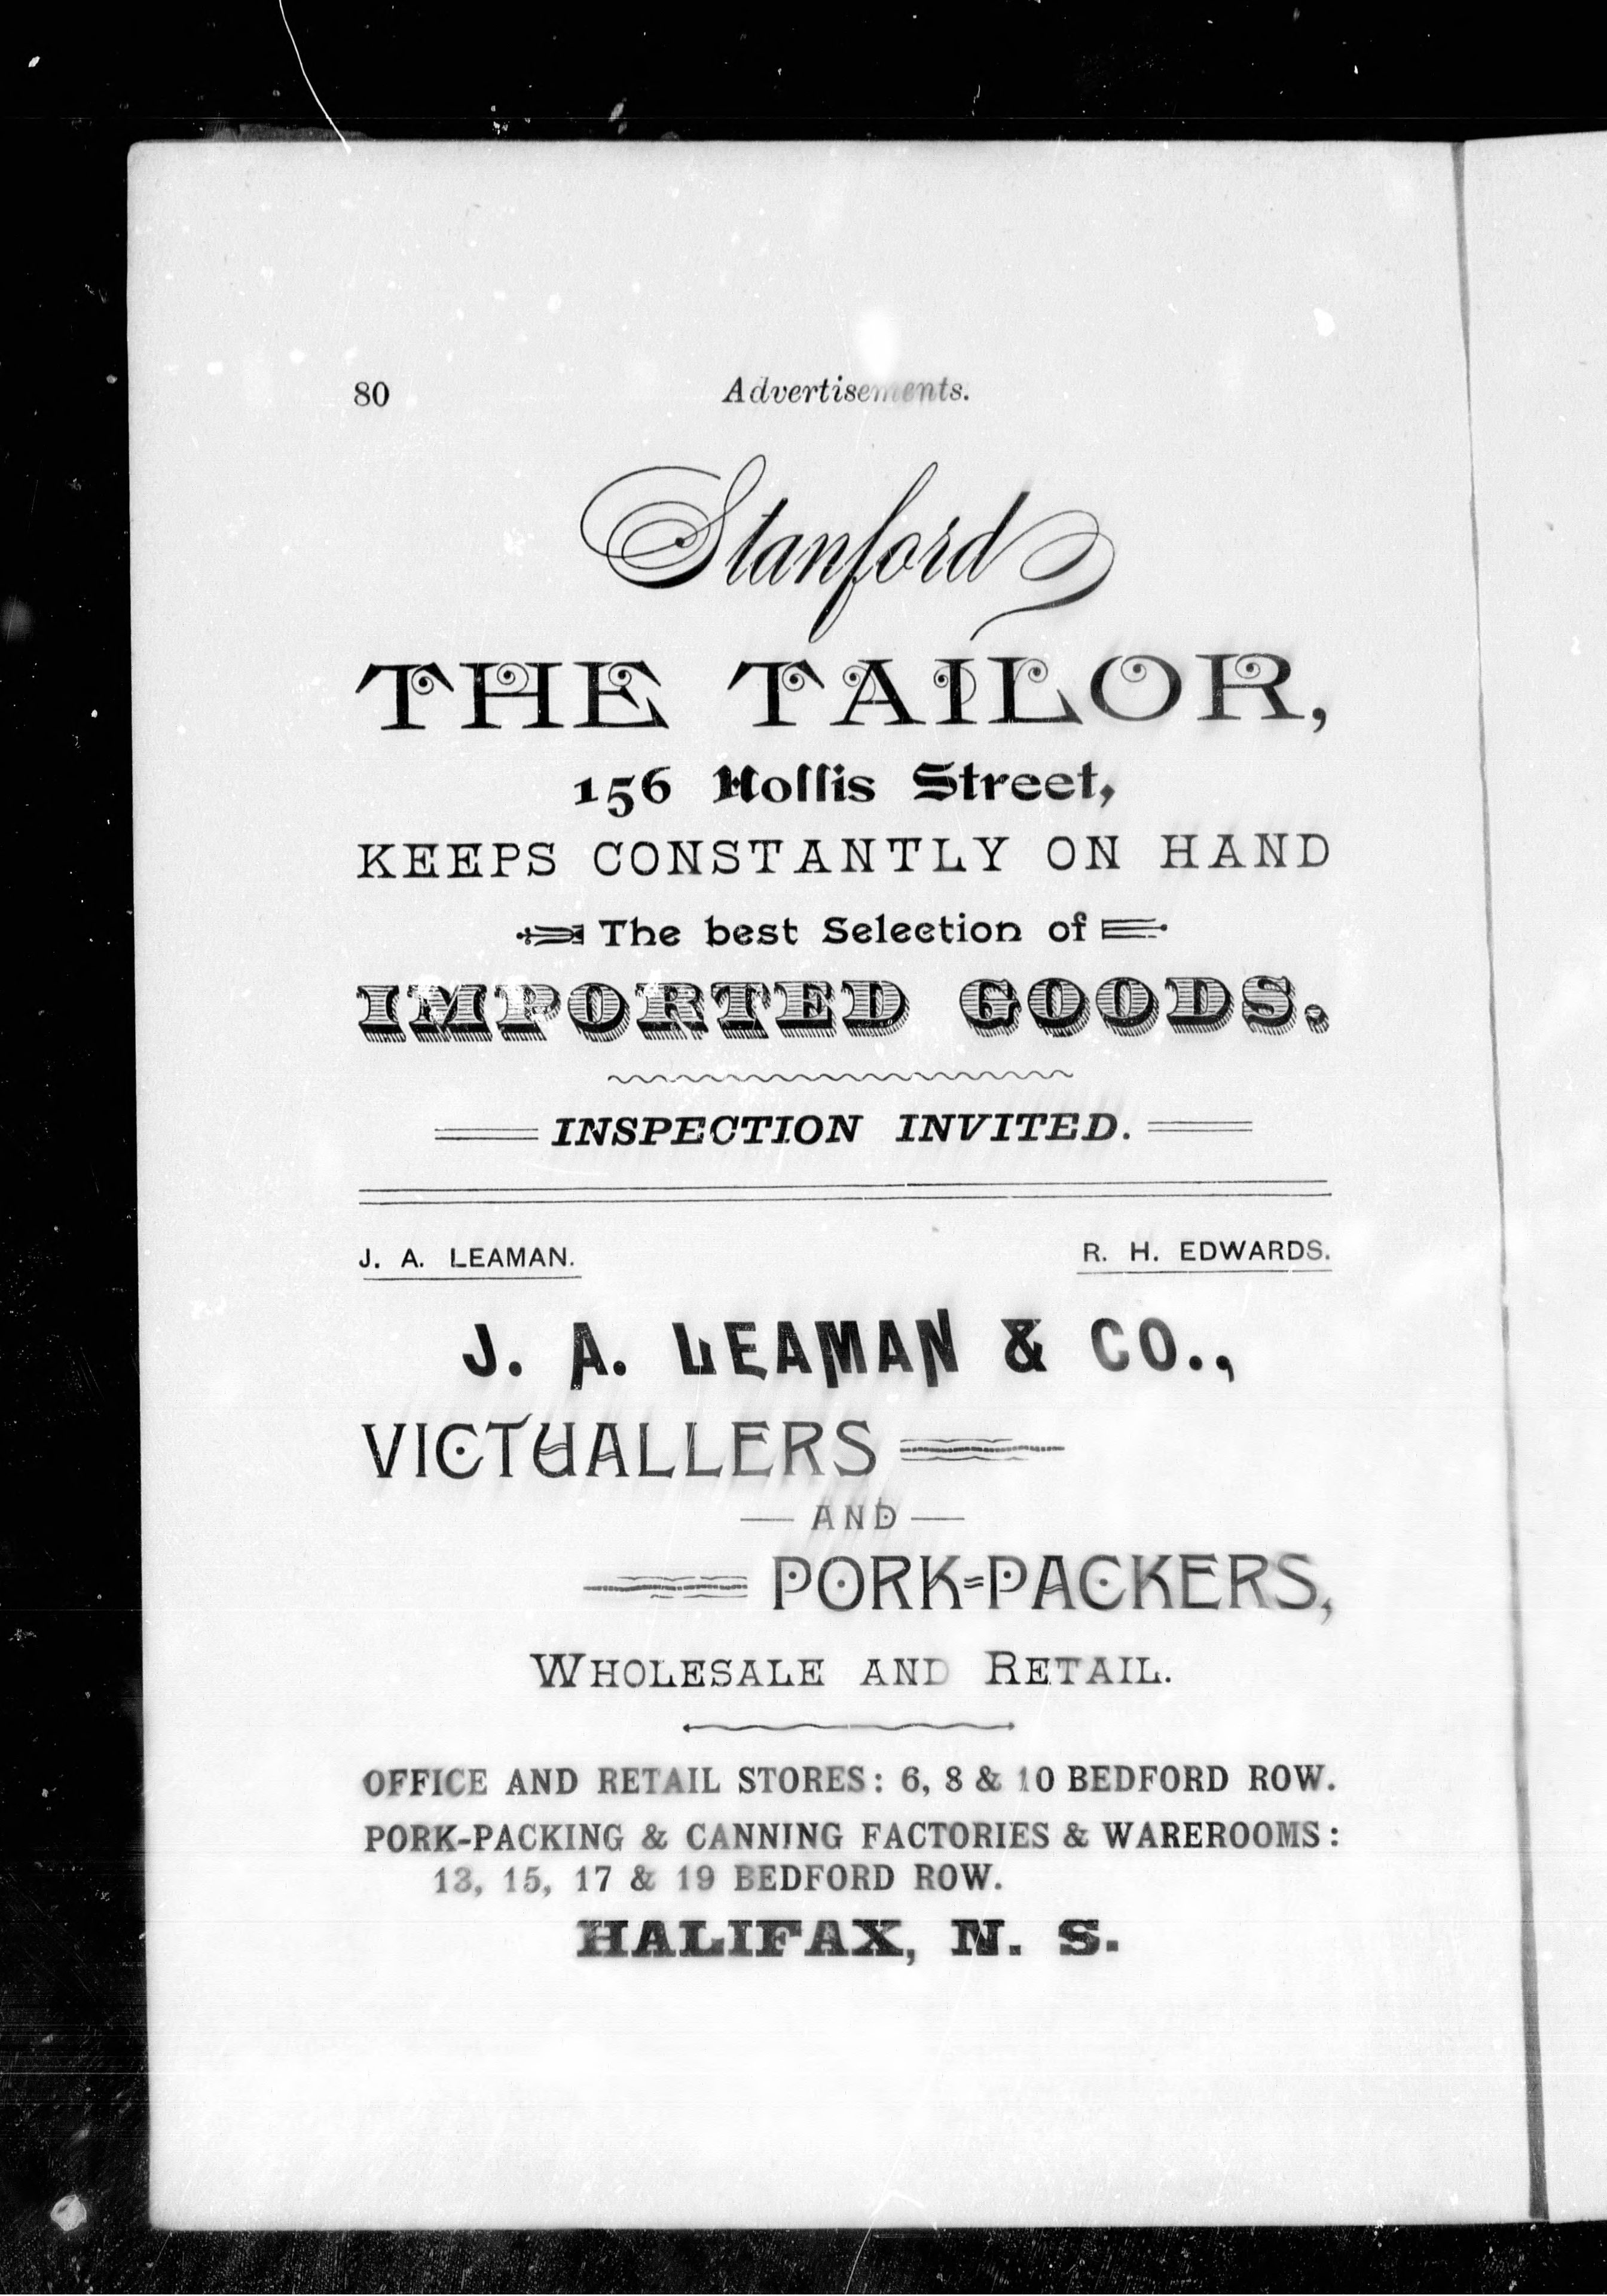 80 Advertisements.
Stanford
THE TAILOR,
156 Hollis Street,
KEEPS CONSTANTLY ON HAND
The best Selection of
IMPORTED GOODS.
INSPECTION INVITED.
J. A. LEAMAN. R. H. EDWARDS.
J. A. LEAMAN & CO.,
VICTUALLERS
— AND —
PORK-PACKERS,
WHOLESALE AND RETAIL.
OFFICE AND RETAIL STORES: 6, 8 & 10 BEDFORD ROW.
PORK-PACKING & CANNING FACTORIES & WAREROOMS:
13, 15, 17 & 19 BEDFORD ROW.
HALIFAX, N. S.